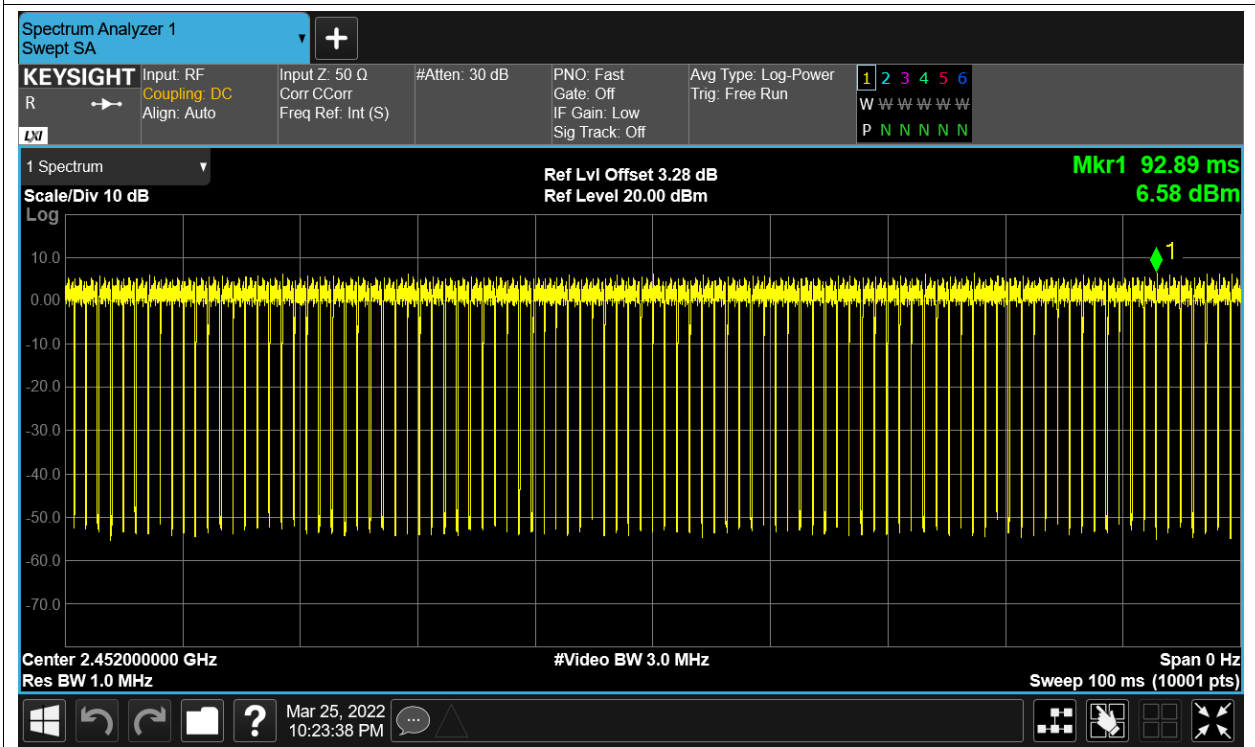 Spectrum Analyzer 1
Swept SA
+
KEYSIGHT
R
LXI
Input: RF
Coupling: DC
Align: Auto
Input Z: 50 Ω
Corr CCorr
Freq Ref: Int (S)
#Atten: 30 dB
PNO: Fast
Gate: Off
IF Gain: Low
Sig Track: Off
Avg Type: Log-Power
Trig: Free Run
1 2 3 4 5 6
W W W W W W
P N N N N N
1 Spectrum
Scale/Div 10 dB
Ref Lvl Offset 3.28 dB
Ref Level 20.00 dBm
Mkr1 92.89 ms
6.58 dBm
Log
1
10.0
0.00
-10.0
-20.0
-30.0
-40.0
-50.0
-60.0
-70.0
Center 2.452000000 GHz
#Video BW 3.0 MHz
Span 0 Hz
Res BW 1.0 MHz
Sweep 100 ms (10001 pts)
?
Mar 25, 2022
10:23:38 PM